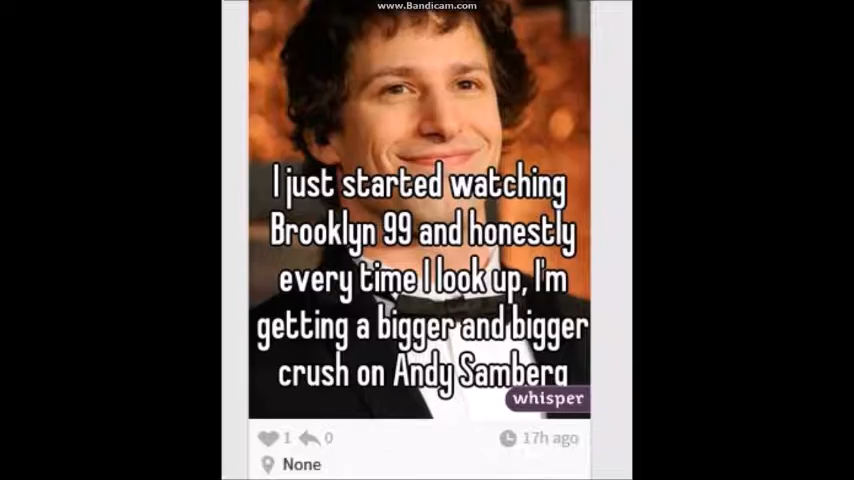 www.Bandicam.com
I just started watching
Brooklyn 99 and honestly
every time I look up, I'm
getting a bigger and bigger
crush on Andy Samberg
whisper
1 0 17h ago
None